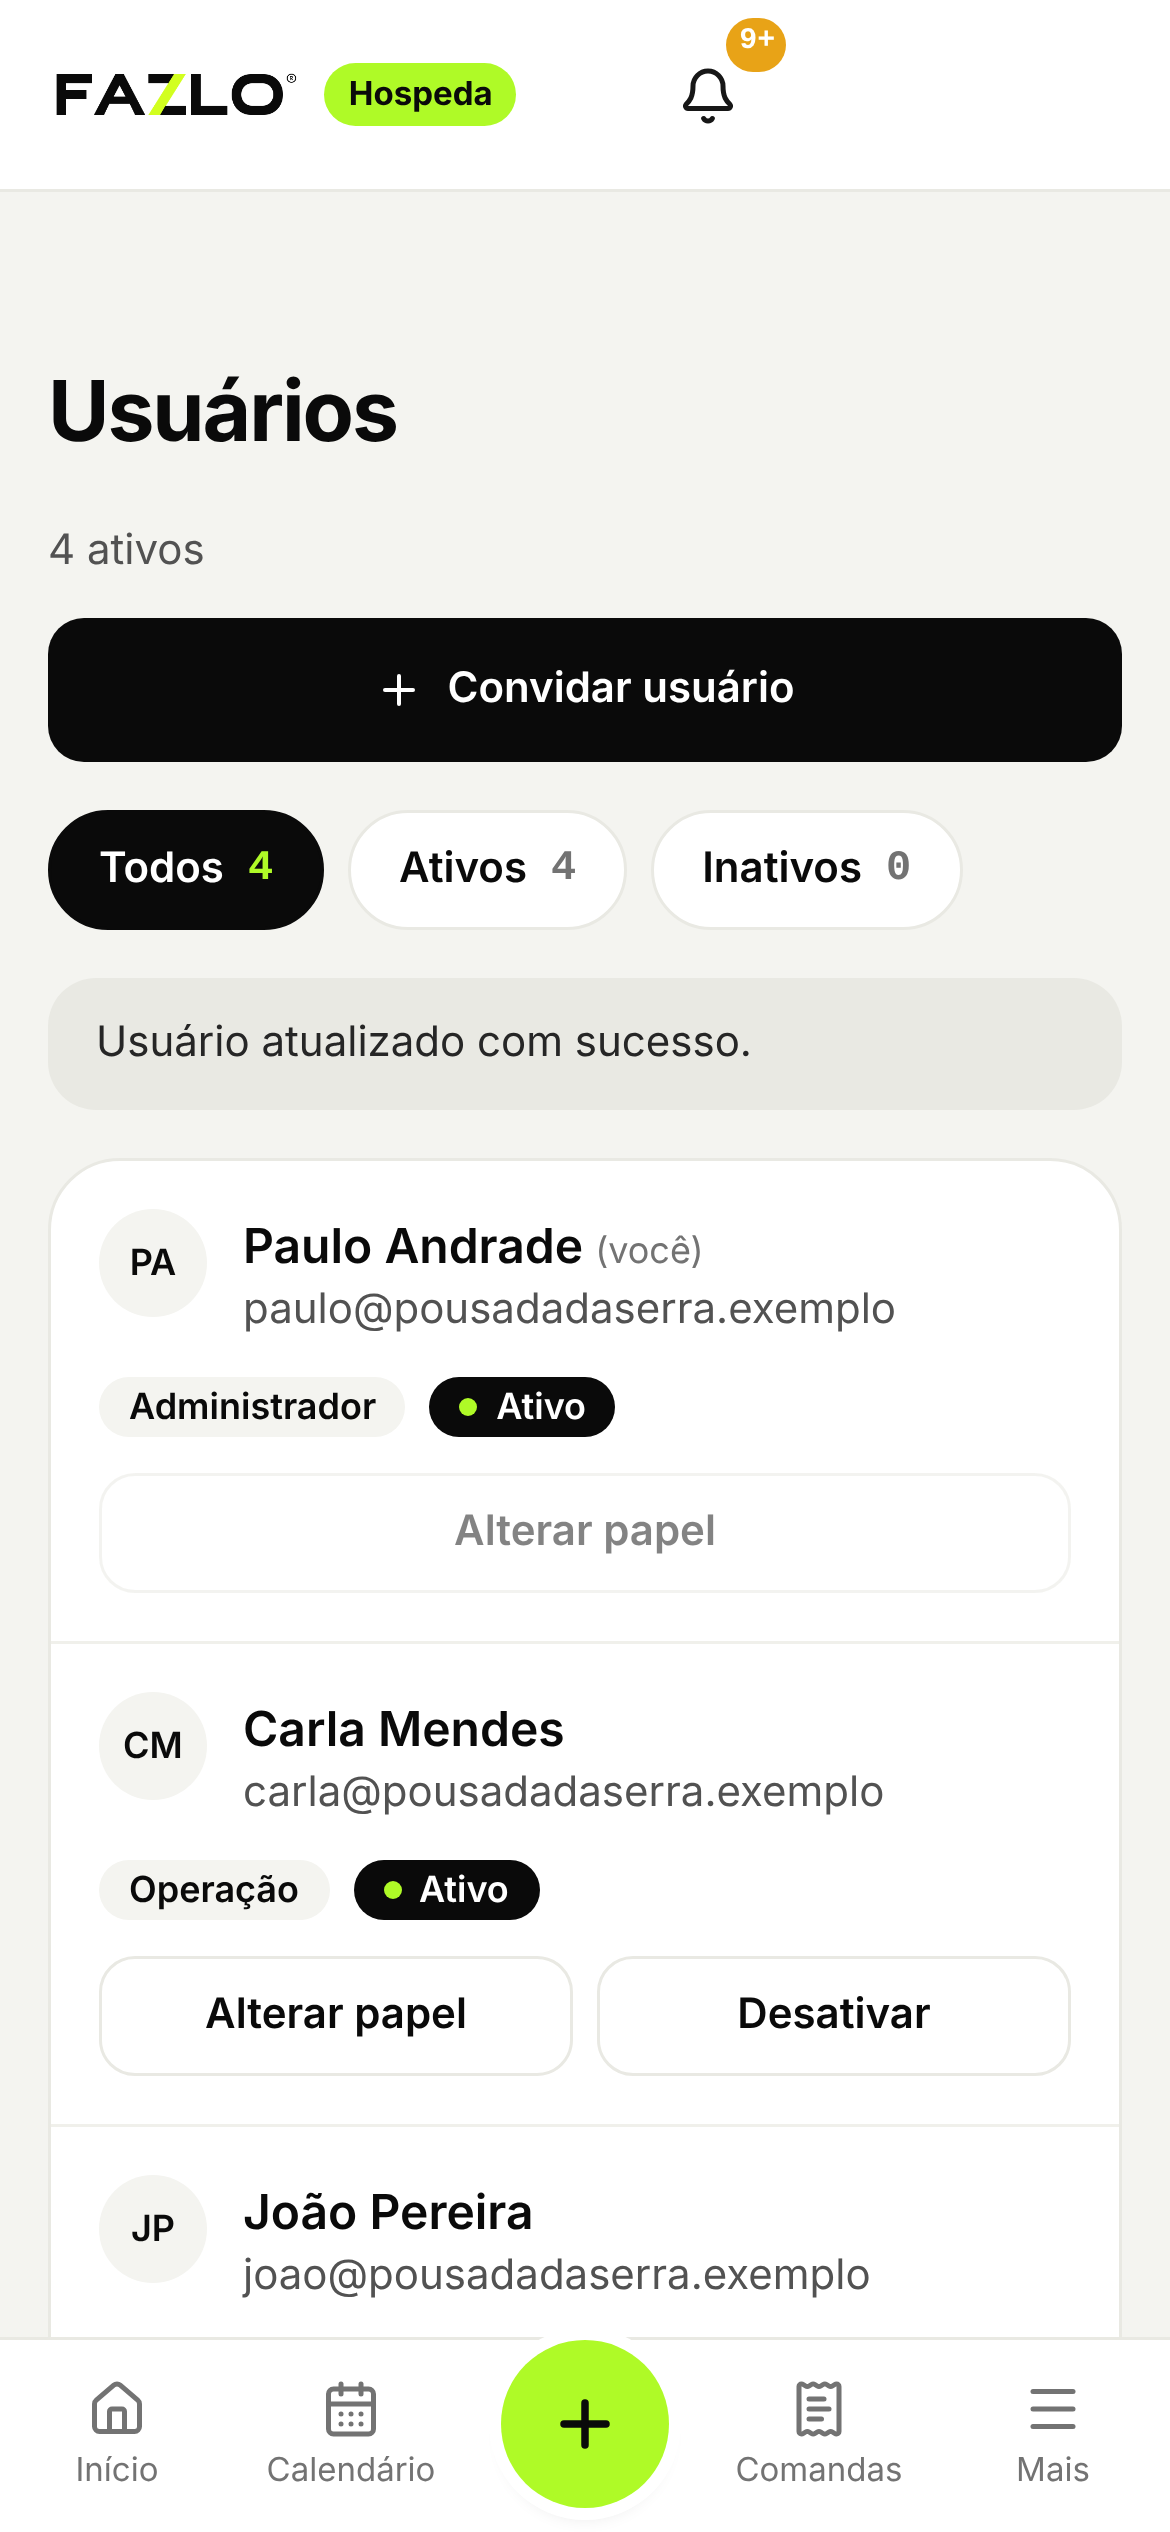 FAZLO® Hospeda 9+
Usuários
4 ativos
+ Convidar usuário
Todos 4 Ativos 4 Inativos 0
Usuário atualizado com sucesso.
PA Paulo Andrade (você)
paulo@pousadadaserra.exemplo
Administrador Ativo
Alterar papel
CM Carla Mendes
carla@pousadadaserra.exemplo
Operação Ativo
Alterar papel Desativar
JP João Pereira
joao@pousadadaserra.exemplo
Início Calendário + Comandas Mais